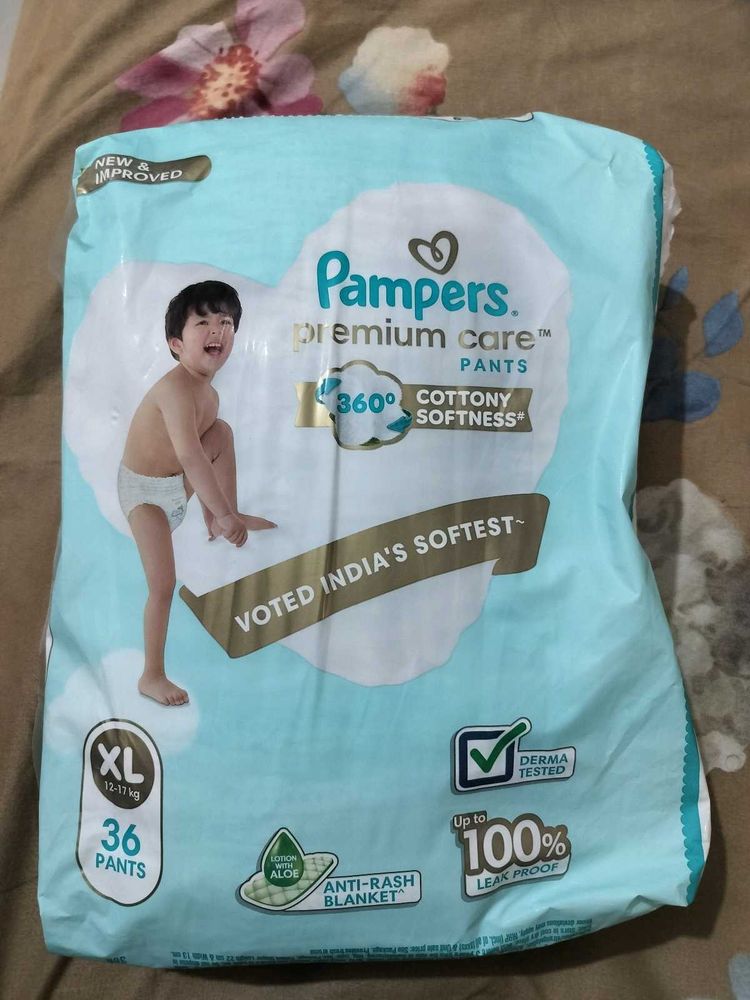 NEW &
IMPROVED
Pampers®
premium care™
PANTS
360°
COTTONY
SOFTNESS#
VOTED INDIA'S SOFTEST~
XL
12-17 kg
36
PANTS
LOTION
WITH
ALOE
ANTI-RASH
BLANKET^
DERMA
TESTED
Up to
100%
LEAK PROOF